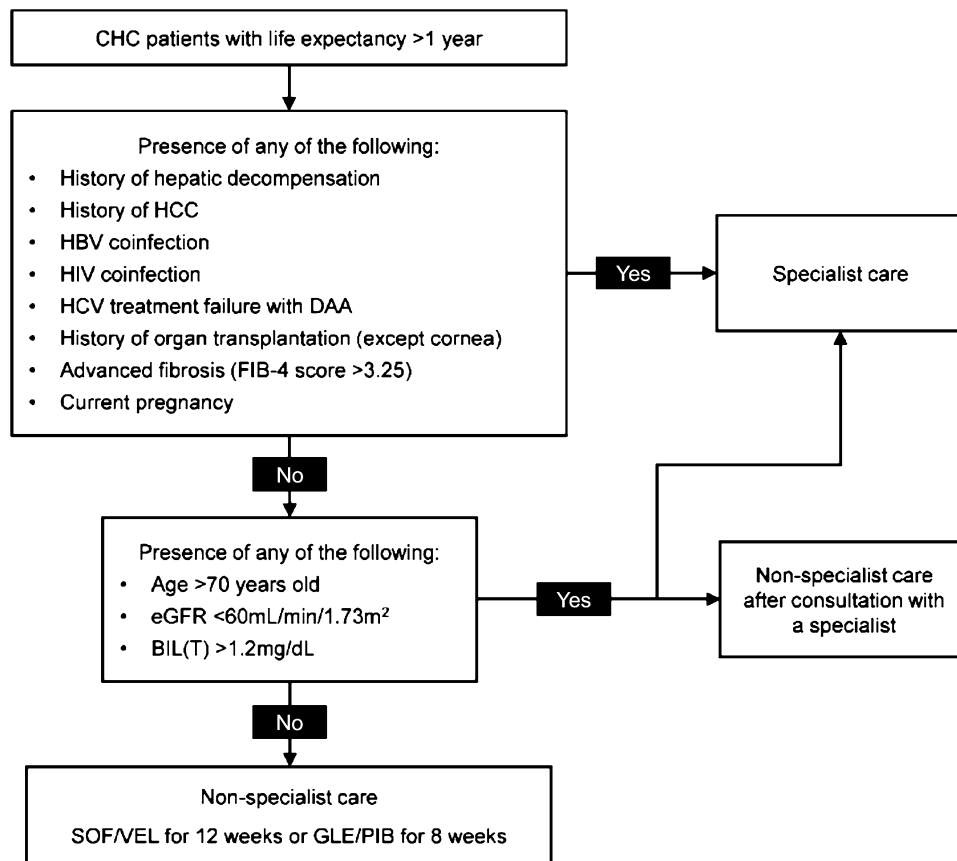 CHC patients with life expectancy >1 year
Presence of any of the following:
• History of hepatic decompensation
• History of HCC
• HBV coinfection
• HIV coinfection
• HCV treatment failure with DAA
• History of organ transplantation (except cornea)
• Advanced fibrosis (FIB-4 score >3.25)
• Current pregnancy
Yes
Specialist care
No
Presence of any of the following:
• Age >70 years old
• eGFR <60mL/min/1.73m²
• BIL(T) >1.2mg/dL
Yes
Non-specialist care
after consultation with
a specialist
No
Non-specialist care
SOF/VEL for 12 weeks or GLE/PIB for 8 weeks